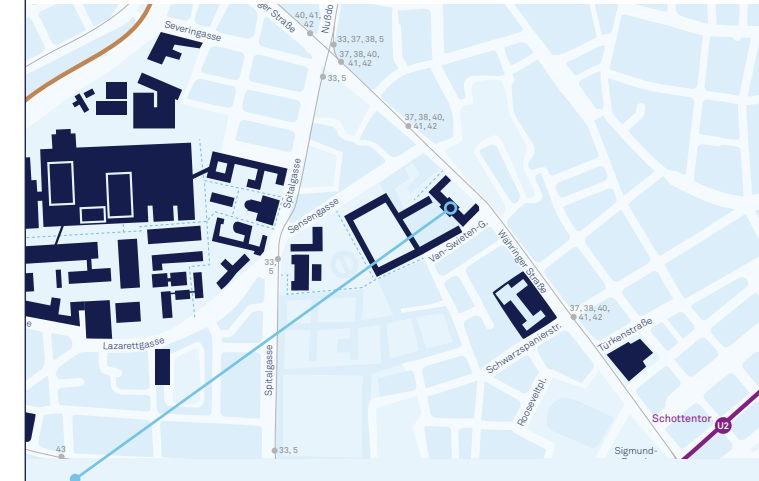 Severingasse
er Straße
Nußdo
40, 41,
42
33, 37, 38, 5
37, 38, 40,
41, 42
33, 5
37, 38, 40,
41, 42
Spitalgasse
Sensengasse
Van-Swieten-G.
Währinger Straße
33,
5
37, 38, 40,
41, 42
e
Lazarettgasse
Türkenstraße
Schwarzspanierstr.
Spitalgasse
Rooseveltpl.
Schottentor
U2
43
33, 5
Sigmund-